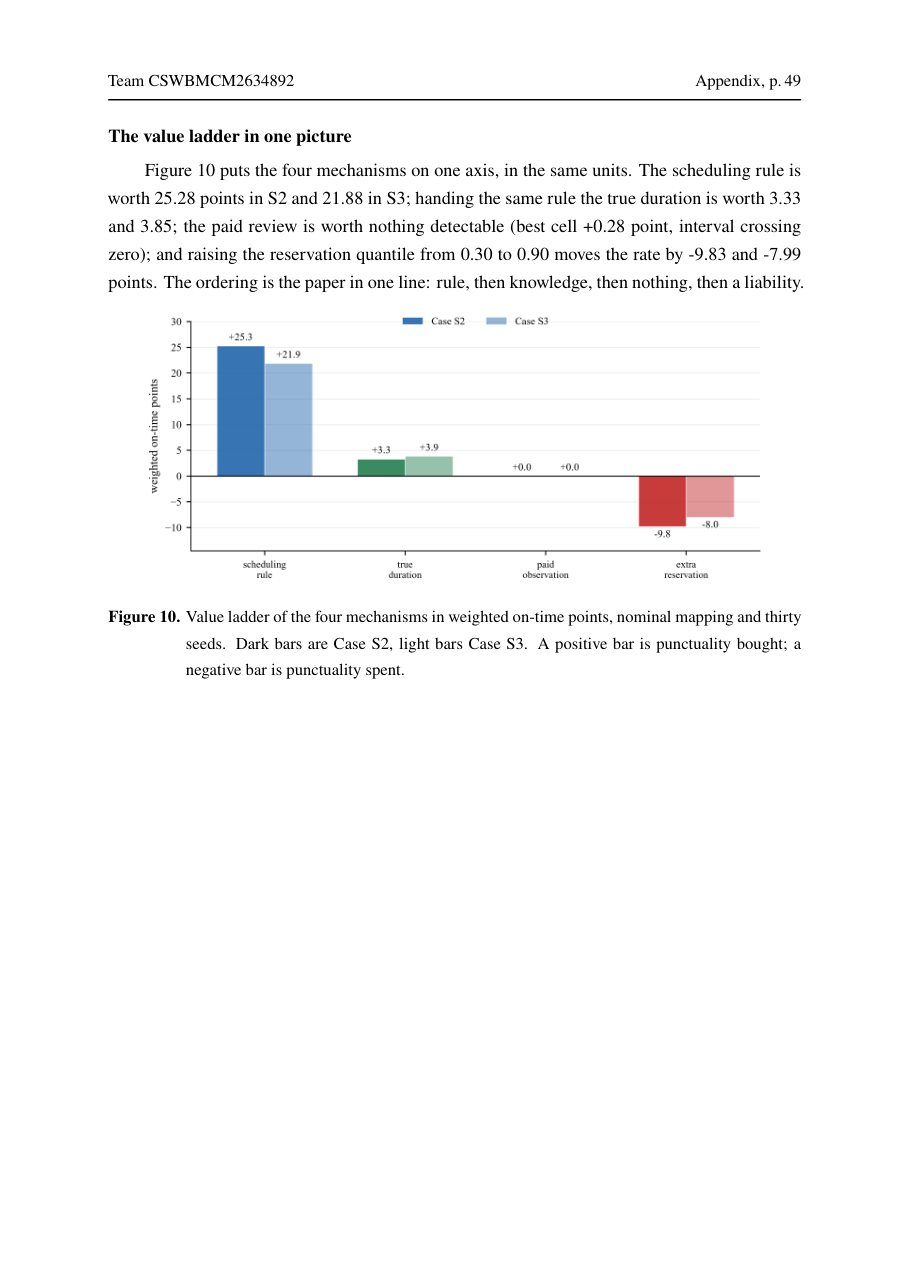 Team CSWBMCM2634892 Appendix, p. 49
The value ladder in one picture
Figure 10 puts the four mechanisms on one axis, in the same units. The scheduling rule is
worth 25.28 points in S2 and 21.88 in S3; handing the same rule the true duration is worth 3.33
and 3.85; the paid review is worth nothing detectable (best cell +0.28 point, interval crossing
zero); and raising the reservation quantile from 0.30 to 0.90 moves the rate by -9.83 and -7.99
points. The ordering is the paper in one line: rule, then knowledge, then nothing, then a liability.
Case S2 Case S3
weighted on-time points
30
25
20
15
10
5
0
−5
−10
+25.3
+21.9
+3.3
+3.9
+0.0
+0.0
-9.8
-8.0
scheduling
rule
true
duration
paid
observation
extra
reservation
Figure 10. Value ladder of the four mechanisms in weighted on-time points, nominal mapping and thirty
seeds. Dark bars are Case S2, light bars Case S3. A positive bar is punctuality bought; a
negative bar is punctuality spent.